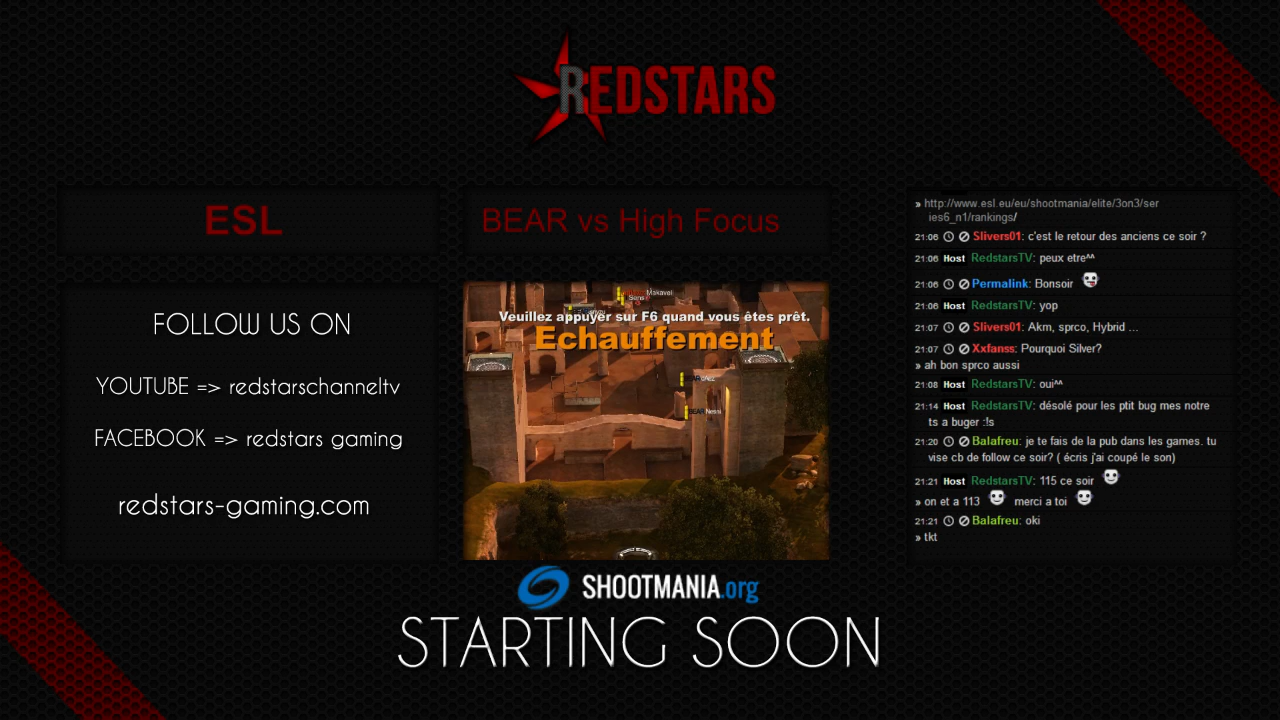 REDSTARS
ESL
BEAR vs High Focus
FOLLOW US ON
YOUTUBE => redstarschanneltv
FACEBOOK => redstars gaming
redstars-gaming.com
Makavel
Sens
Veuillez appuyer sur F6 quand vous êtes prêt.
Echauffement
BEAR
BEAR Nesni
» http://www.esl.eu/eu/shootmania/elite/3on3/ser
ies6_n1/rankings/
21:06 Slivers01: c'est le retour des anciens ce soir ?
21:06 Host RedstarsTV: peux etre^^
21:06 Permalink: Bonsoir
21:06 Host RedstarsTV: yop
21:07 Slivers01: Akm, sprco, Hybrid ...
21:07 Xxfanss: Pourquoi Silver?
» ah bon sprco aussi
21:08 Host RedstarsTV: oui^^
21:14 Host RedstarsTV: désolé pour les ptit bug mes notre
ts a buger :!s
21:20 Balafreu: je te fais de la pub dans les games. tu
vise cb de follow ce soir? ( écris j'ai coupé le son)
21:21 Host RedstarsTV: 115 ce soir
» on et a 113 merci a toi
21:21 Balafreu: oki
» tkt
SHOOTMANIA.org
STARTING SOON